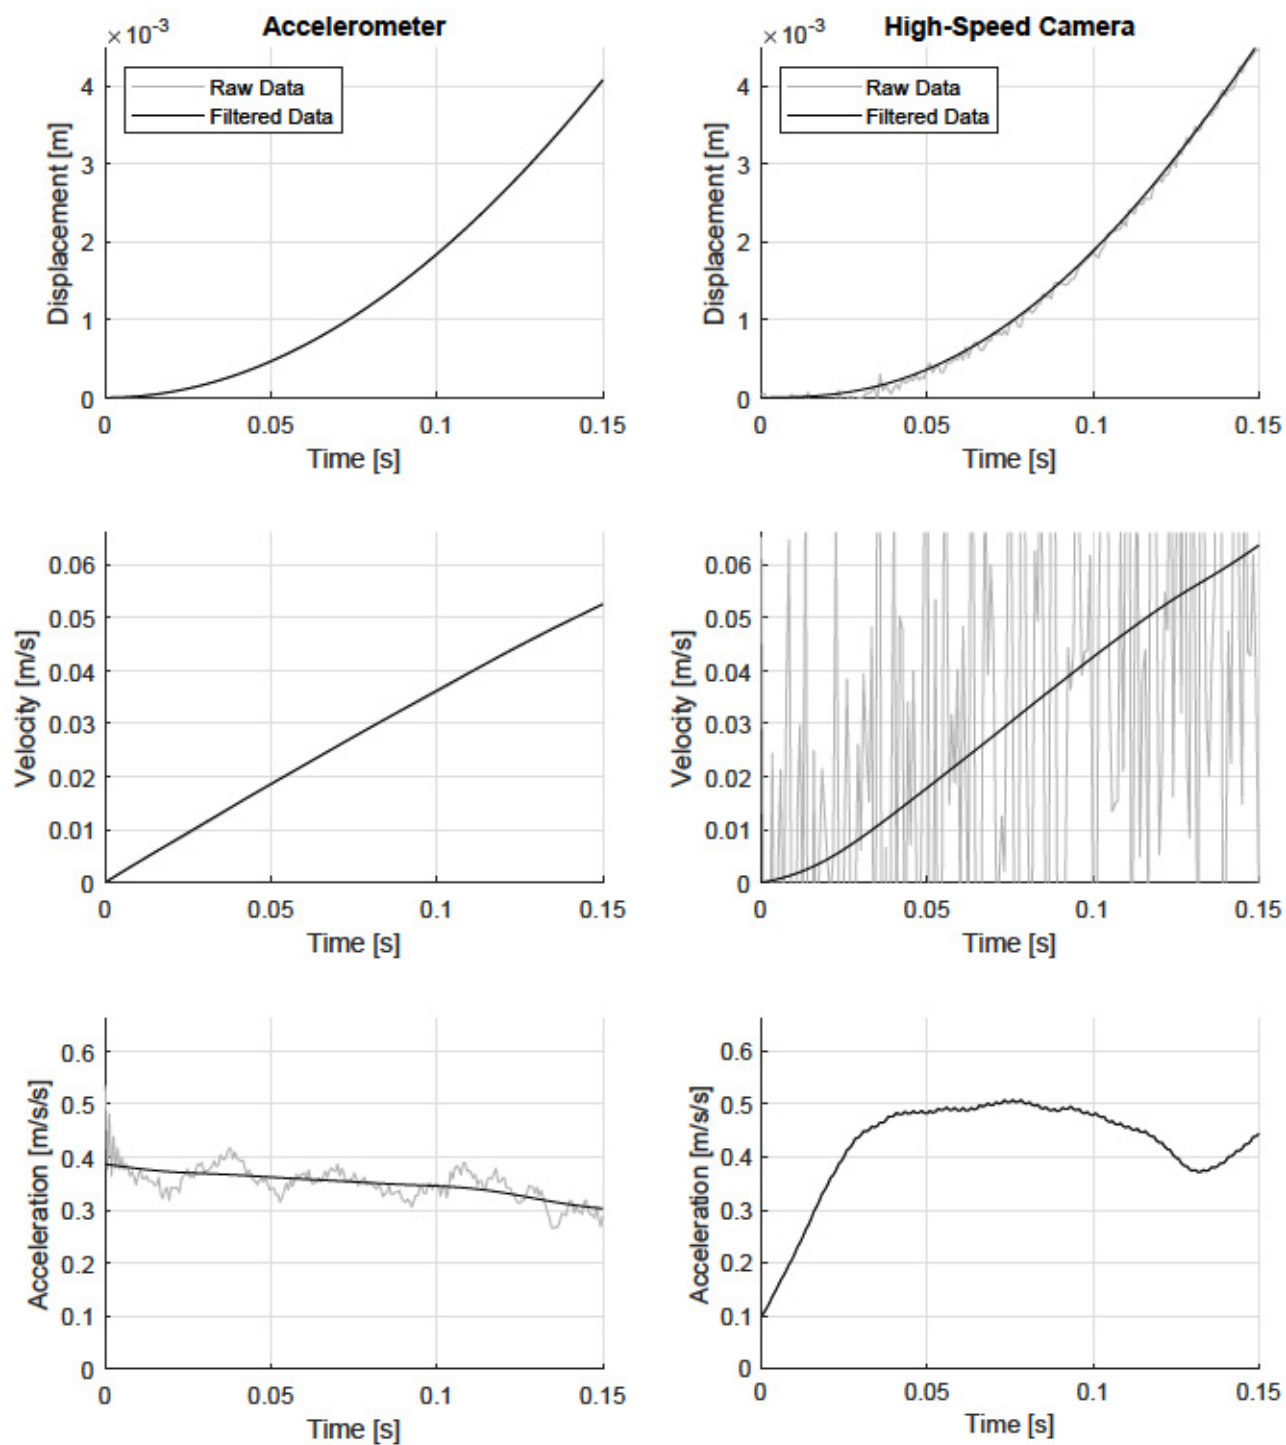 Accelerometer
×10⁻³
Raw Data
Filtered Data
Displacement [m]
4
3
2
1
0
0 0.05 0.1 0.15
Time [s]
High-Speed Camera
×10⁻³
Raw Data
Filtered Data
Displacement [m]
4
3
2
1
0
0 0.05 0.1 0.15
Time [s]
Velocity [m/s]
0.06
0.05
0.04
0.03
0.02
0.01
0
0 0.05 0.1 0.15
Time [s]
Velocity [m/s]
0.06
0.05
0.04
0.03
0.02
0.01
0
0 0.05 0.1 0.15
Time [s]
Acceleration [m/s/s]
0.6
0.5
0.4
0.3
0.2
0.1
0
0 0.05 0.1 0.15
Time [s]
Acceleration [m/s/s]
0.6
0.5
0.4
0.3
0.2
0.1
0
0 0.05 0.1 0.15
Time [s]